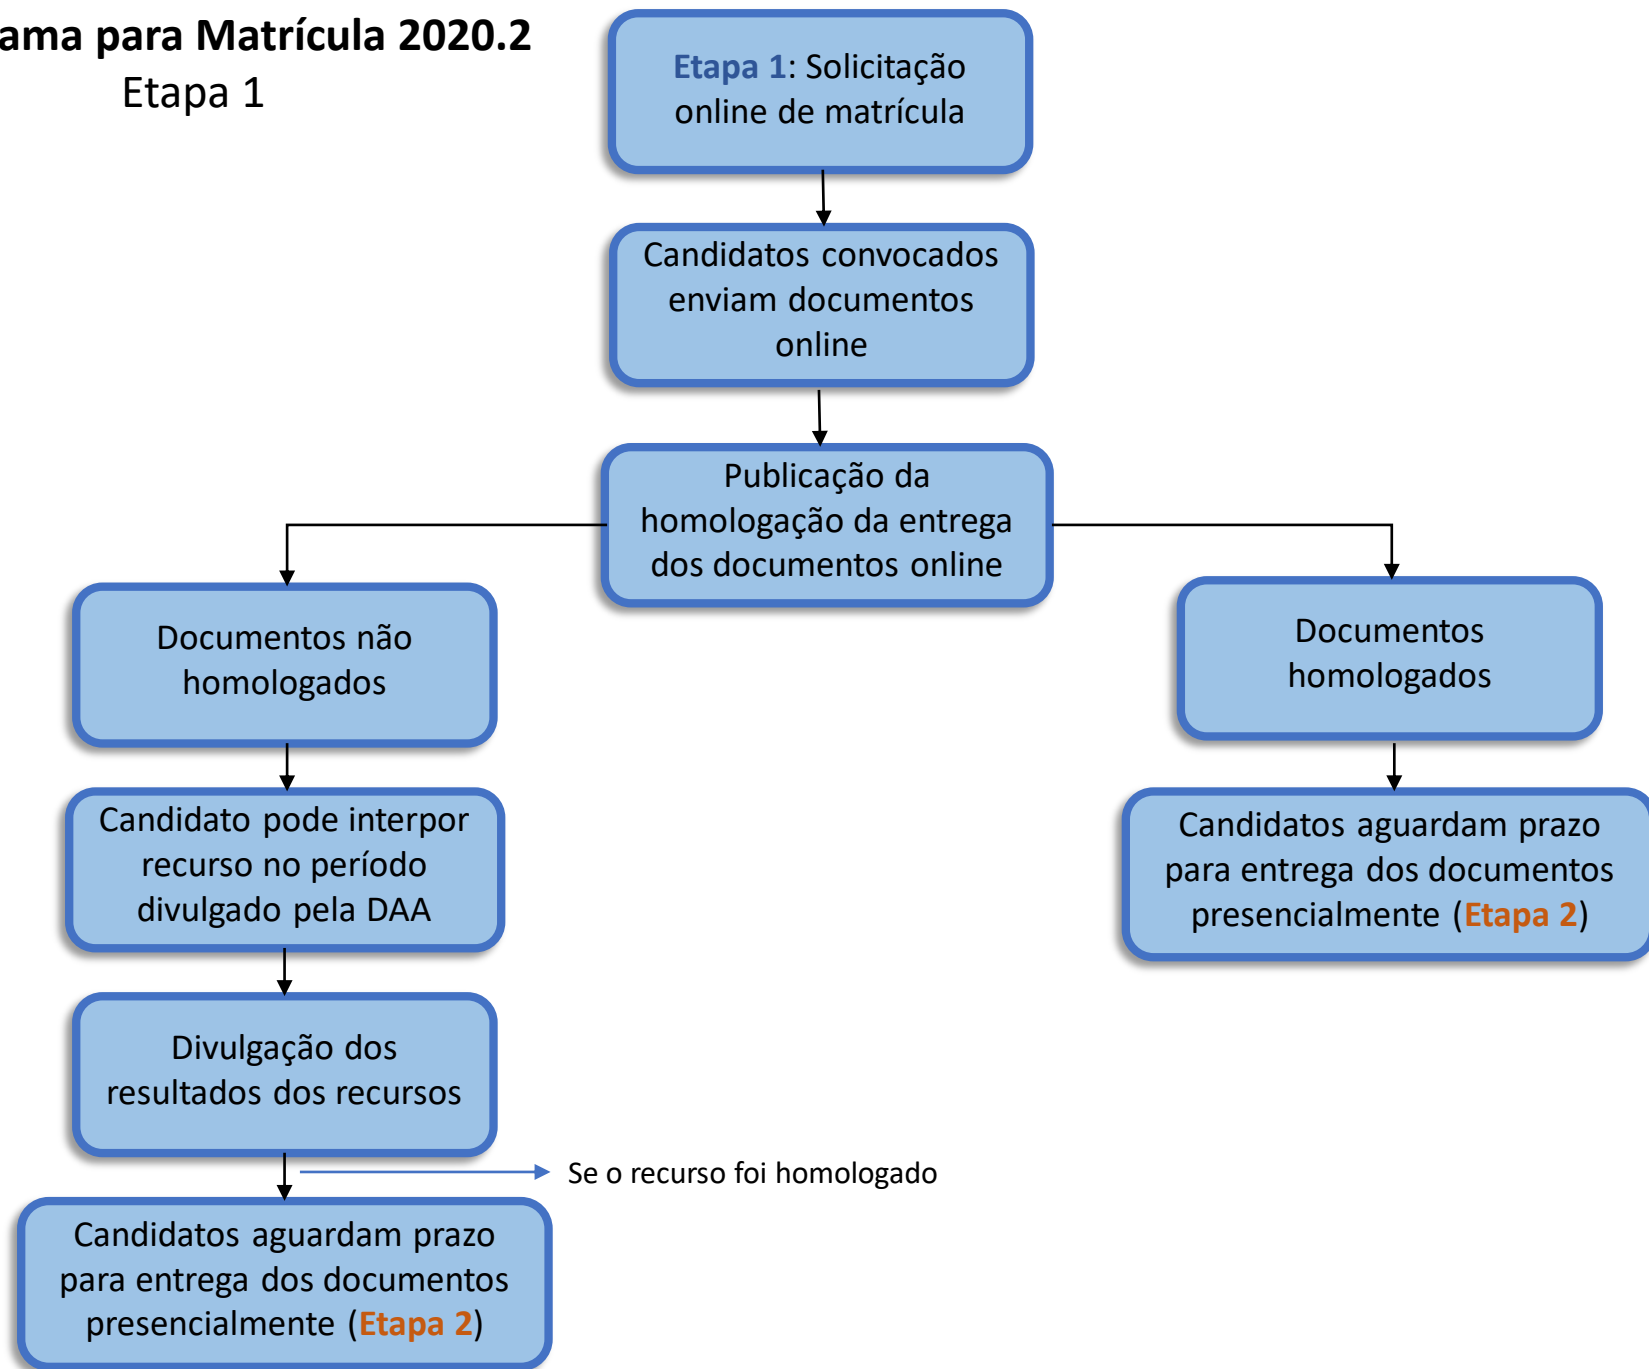 ama para Matrícula 2020.2
Etapa 1
Etapa 1: Solicitação
online de matrícula
Candidatos convocados
enviam documentos
online
Publicação da
homologação da entrega
dos documentos online
Documentos não
homologados
Documentos
homologados
Candidato pode interpor
recurso no período
divulgado pela DAA
Candidatos aguardam prazo
para entrega dos documentos
presencialmente (Etapa 2)
Divulgação dos
resultados dos recursos
Se o recurso foi homologado
Candidatos aguardam prazo
para entrega dos documentos
presencialmente (Etapa 2)